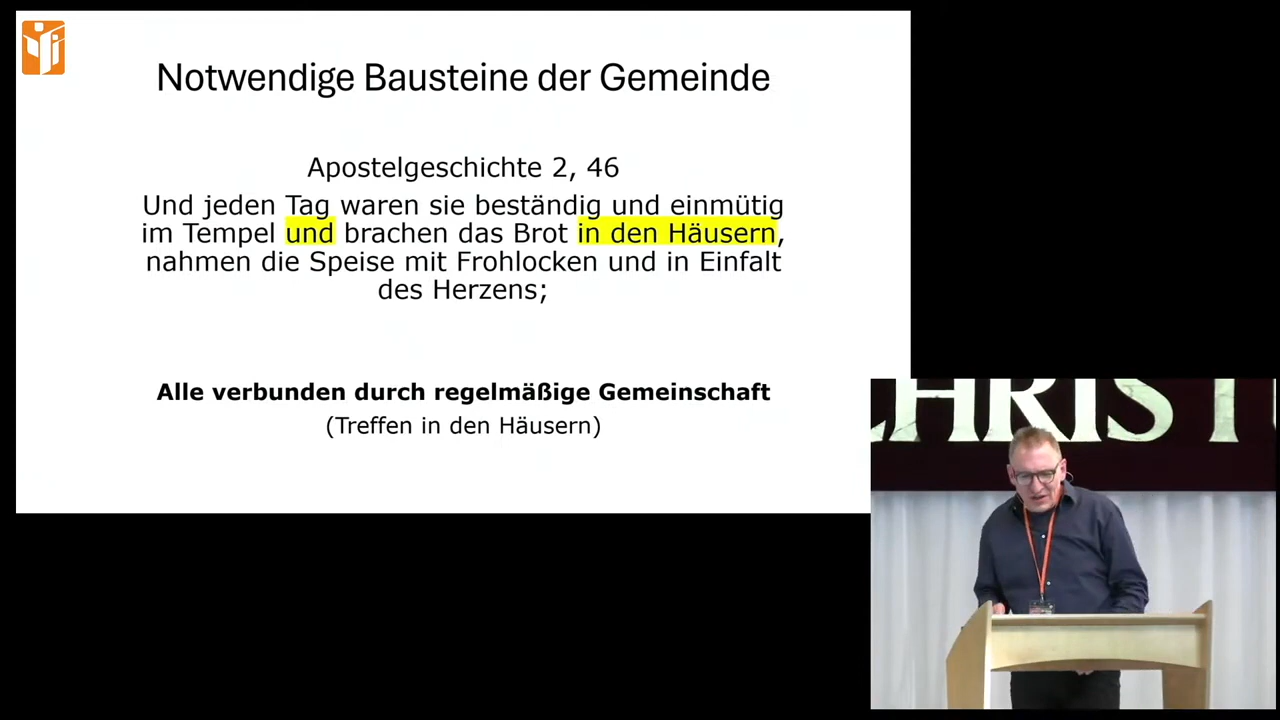 Notwendige Bausteine der Gemeinde
Apostelgeschichte 2, 46
Und jeden Tag waren sie beständig und einmütig
im Tempel und brachen das Brot in den Häusern,
nahmen die Speise mit Frohlocken und in Einfalt
des Herzens;
Alle verbunden durch regelmäßige Gemeinschaft
(Treffen in den Häusern)
CHRIST